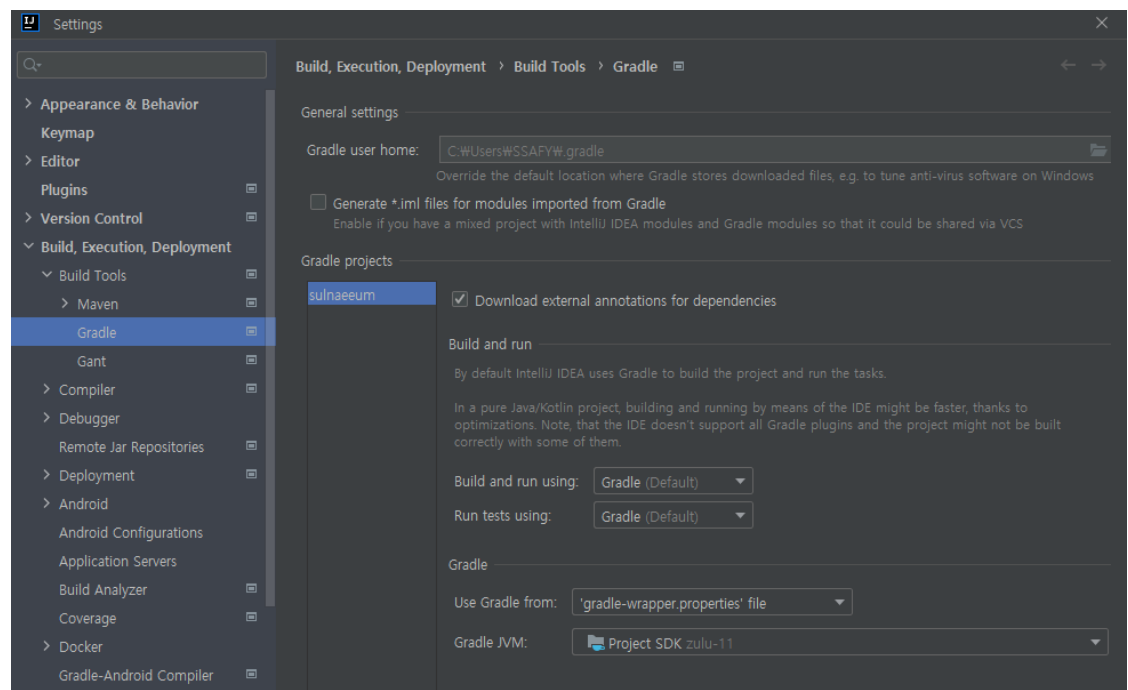 Settings
Appearance & Behavior
Keymap
Editor
Plugins
Version Control
Build, Execution, Deployment
Build Tools
Maven
Gradle
Gant
Compiler
Debugger
Remote Jar Repositories
Deployment
Android
Android Configurations
Application Servers
Build Analyzer
Coverage
Docker
Gradle-Android Compiler
Build, Execution, Deployment > Build Tools > Gradle
General settings
Gradle user home: C:₩Users₩SSAFY₩.gradle
Override the default location where Gradle stores downloaded files, e.g. to tune anti-virus software on Windows
Generate *.iml files for modules imported from Gradle
Enable if you have a mixed project with IntelliJ IDEA modules and Gradle modules so that it could be shared via VCS
Gradle projects
sulnaeeum
Download external annotations for dependencies
Build and run
By default IntelliJ IDEA uses Gradle to build the project and run the tasks.
In a pure Java/Kotlin project, building and running by means of the IDE might be faster, thanks to
optimizations. Note, that the IDE doesn't support all Gradle plugins and the project might not be built
correctly with some of them.
Build and run using: Gradle (Default)
Run tests using: Gradle (Default)
Gradle
Use Gradle from: 'gradle-wrapper.properties' file
Gradle JVM: Project SDK zulu-11